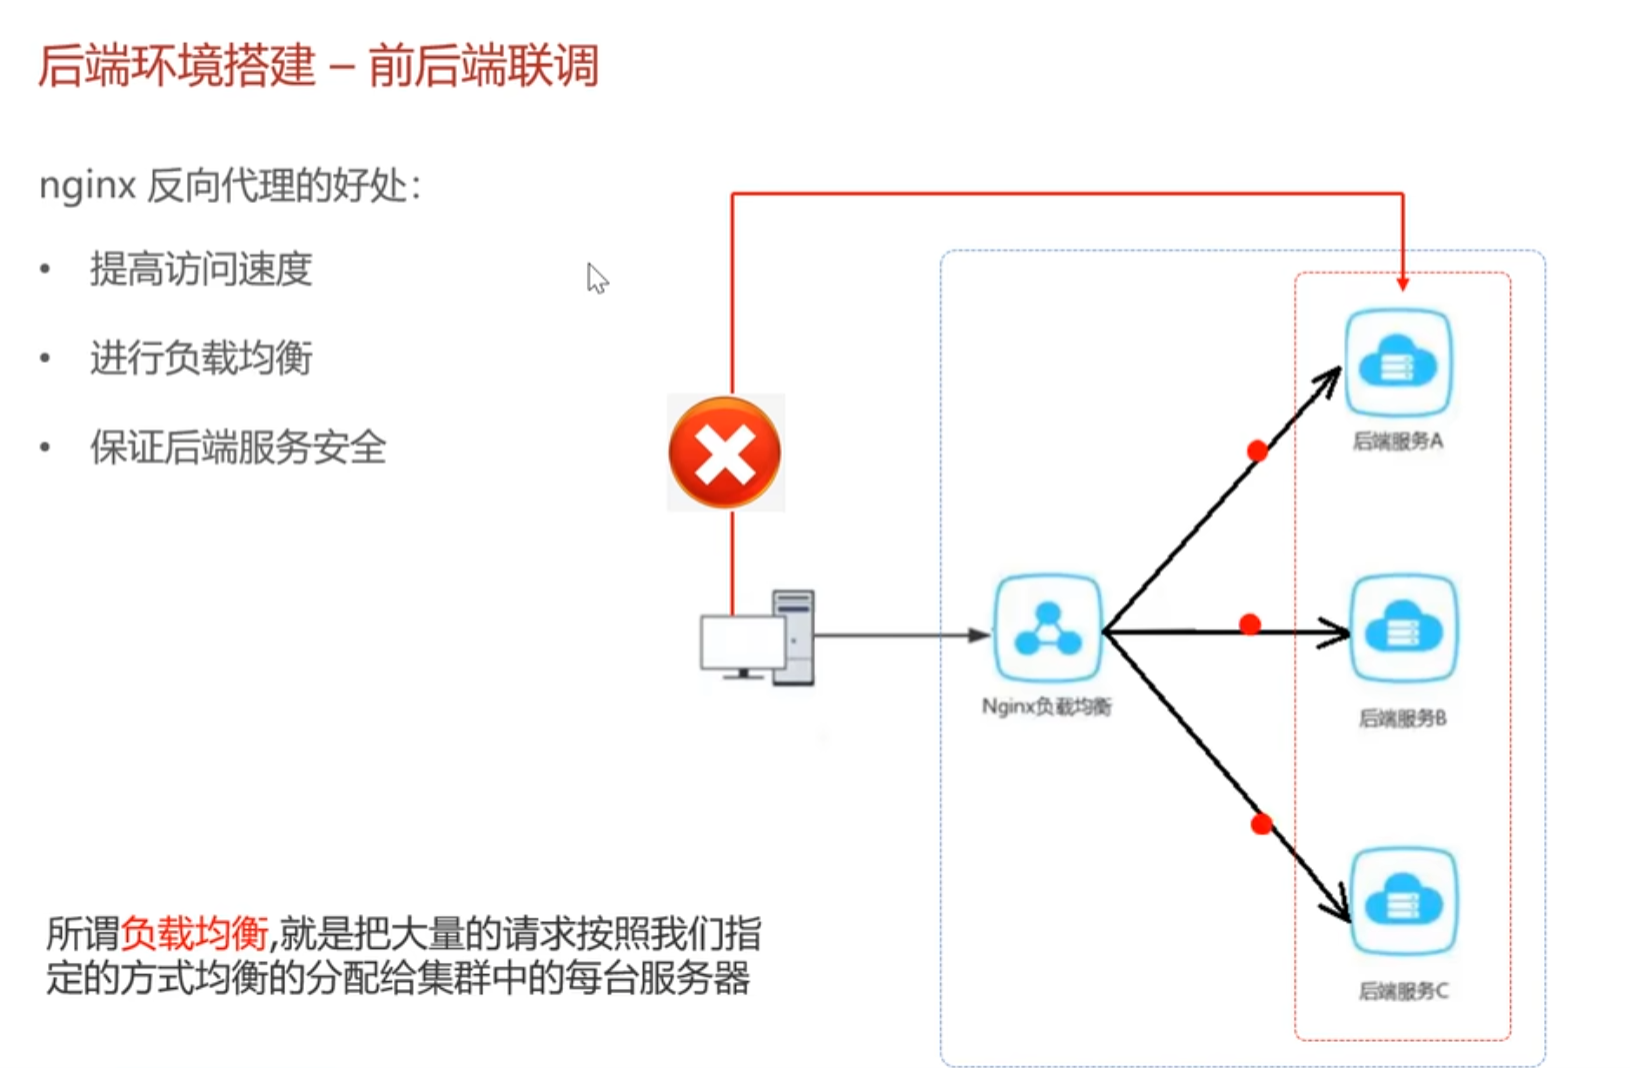 后端环境搭建 – 前后端联调
nginx 反向代理的好处：
• 提高访问速度
• 进行负载均衡
• 保证后端服务安全
后端服务A
Nginx负载均衡
后端服务B
后端服务C
所谓负载均衡,就是把大量的请求按照我们指
定的方式均衡的分配给集群中的每台服务器